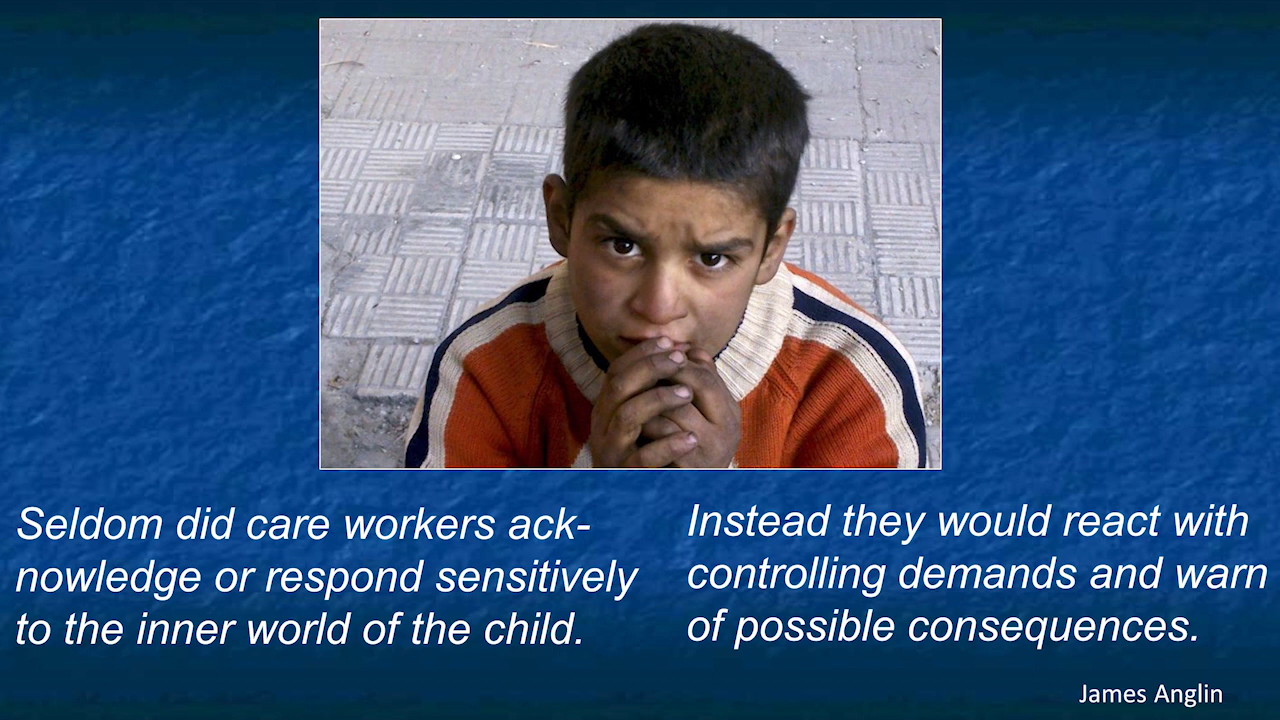 Seldom did care workers ack-
nowledge or respond sensitively
to the inner world of the child.
Instead they would react with
controlling demands and warn
of possible consequences.
James Anglin